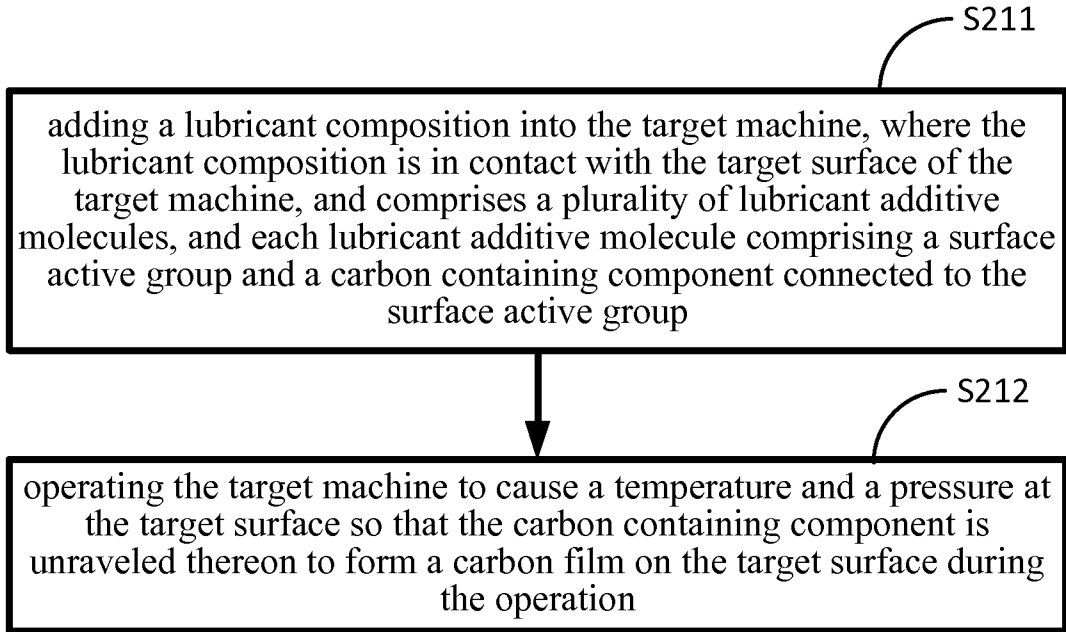 S211
adding a lubricant composition into the target machine, where the
lubricant composition is in contact with the target surface of the
target machine, and comprises a plurality of lubricant additive
molecules, and each lubricant additive molecule comprising a surface
active group and a carbon containing component connected to the
surface active group
S212
operating the target machine to cause a temperature and a pressure at
the target surface so that the carbon containing component is
unraveled thereon to form a carbon film on the target surface during
the operation